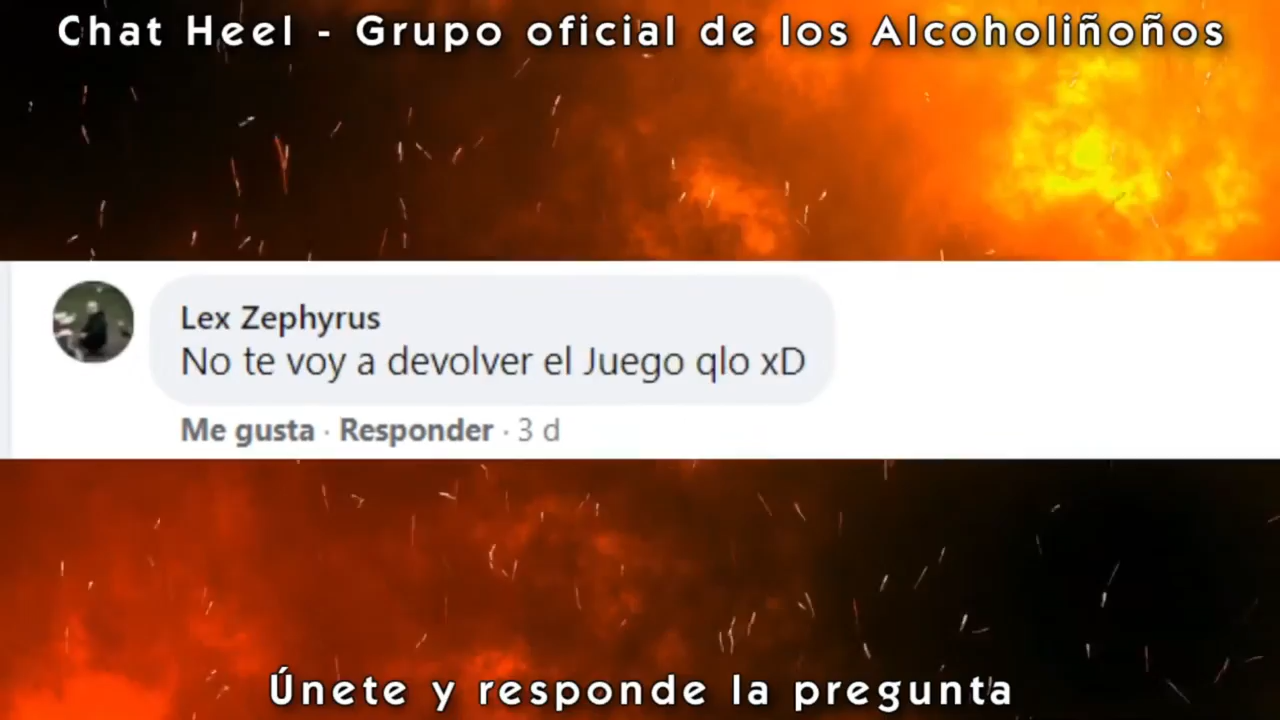 Chat Heel - Grupo oficial de los Alcoholiñoños
Lex Zephyrus
No te voy a devolver el Juego qlo xD
Me gusta · Responder · 3 d
Únete y responde la pregunta